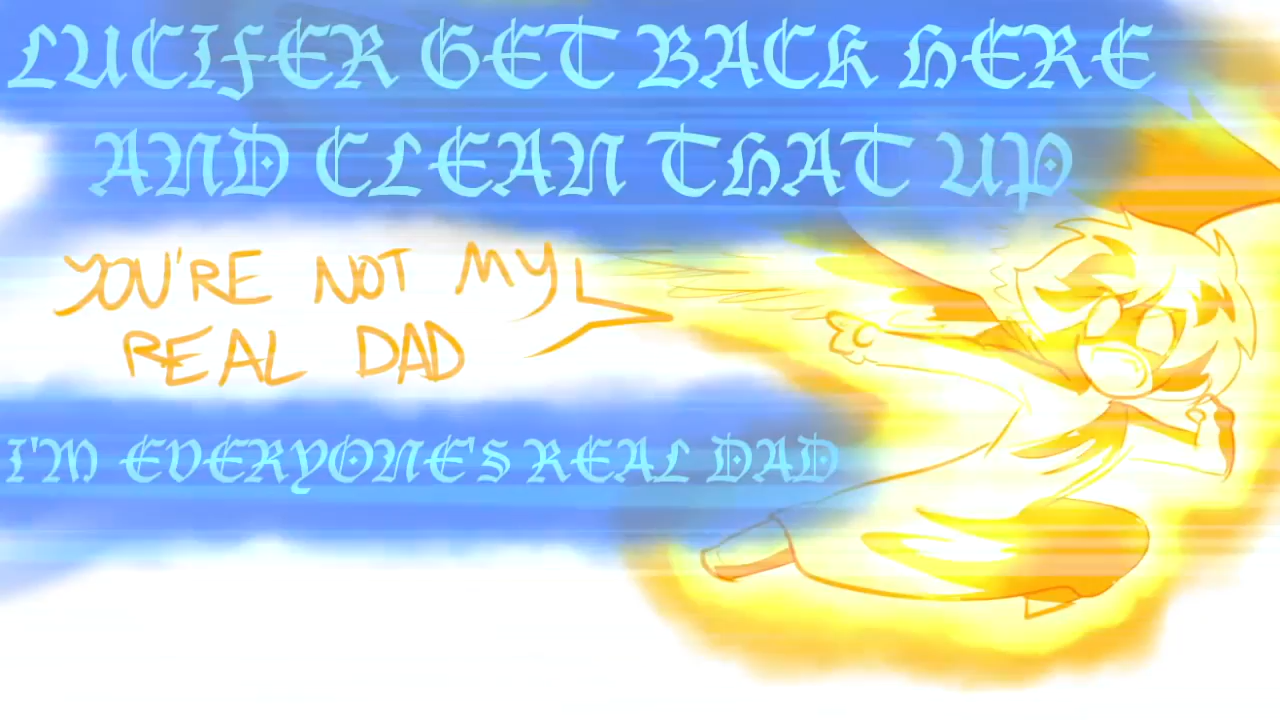 LUCIFER GET BACK HERE
AND CLEAN THAT UP
YOU'RE NOT MY
REAL DAD
I'M EVERYONE'S REAL DAD